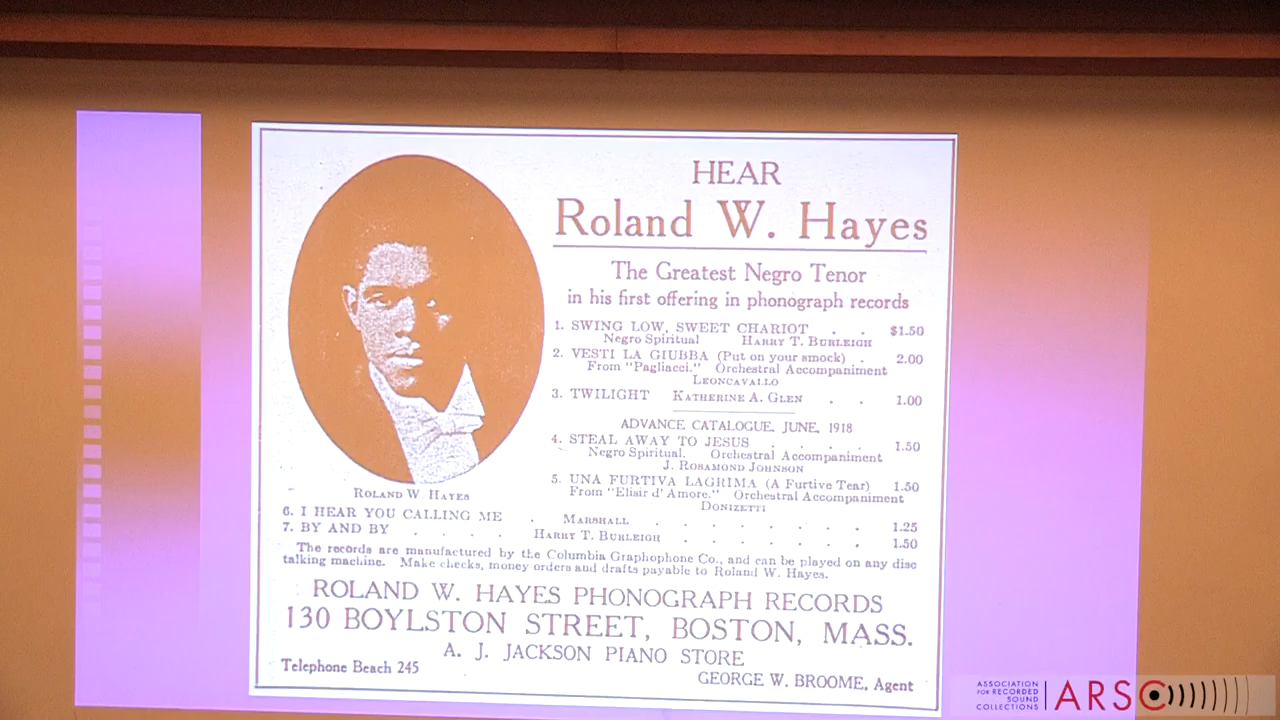 HEAR
Roland W. Hayes
The Greatest Negro Tenor
in his first offering in phonograph records
1. SWING LOW, SWEET CHARIOT . . $1.50
Negro Spiritual HARRY T. BURLEIGH
2. VESTI LA GIUBBA (Put on your smock) . 2.00
From "Pagliacci." Orchestral Accompaniment
LEONCAVALLO
3. TWILIGHT KATHERINE A. GLEN . . 1.00
ADVANCE CATALOGUE, JUNE, 1918
4. STEAL AWAY TO JESUS . . . . 1.50
Negro Spiritual. Orchestral Accompaniment
J. ROSAMOND JOHNSON
5. UNA FURTIVA LAGRIMA (A Furtive Tear) 1.50
From "Elisir d' Amore." Orchestral Accompaniment
DONIZETTI
ROLAND W. HAYES
6. I HEAR YOU CALLING ME . MARSHALL . . . . . . . . 1.25
7. BY AND BY . . . . HARRY T. BURLEIGH . . . . . . . 1.50
The records are manufactured by the Columbia Graphophone Co., and can be played on any disc
talking machine. Make checks, money orders and drafts payable to Roland W. Hayes.
ROLAND W. HAYES PHONOGRAPH RECORDS
130 BOYLSTON STREET, BOSTON, MASS.
A. J. JACKSON PIANO STORE
Telephone Beach 245
GEORGE W. BROOME, Agent
ASSOCIATION
FOR RECORDED
SOUND
COLLECTIONS
ARSC